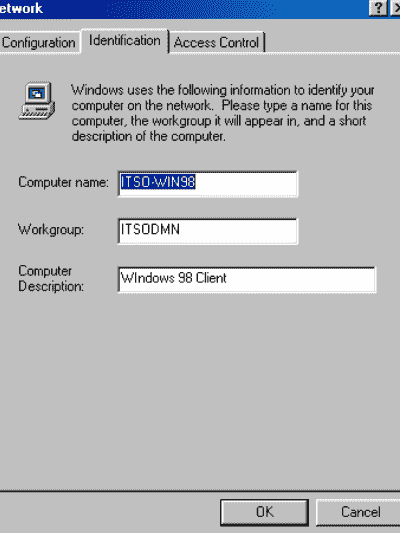 etwork
Configuration Identification Access Control
Windows uses the following information to identify your
computer on the network. Please type a name for this
computer, the workgroup it will appear in, and a short
description of the computer.
Computer name: ITSO-WIN98
Workgroup: ITSODMN
Computer
Description: WIndows 98 Client
OK Cancel